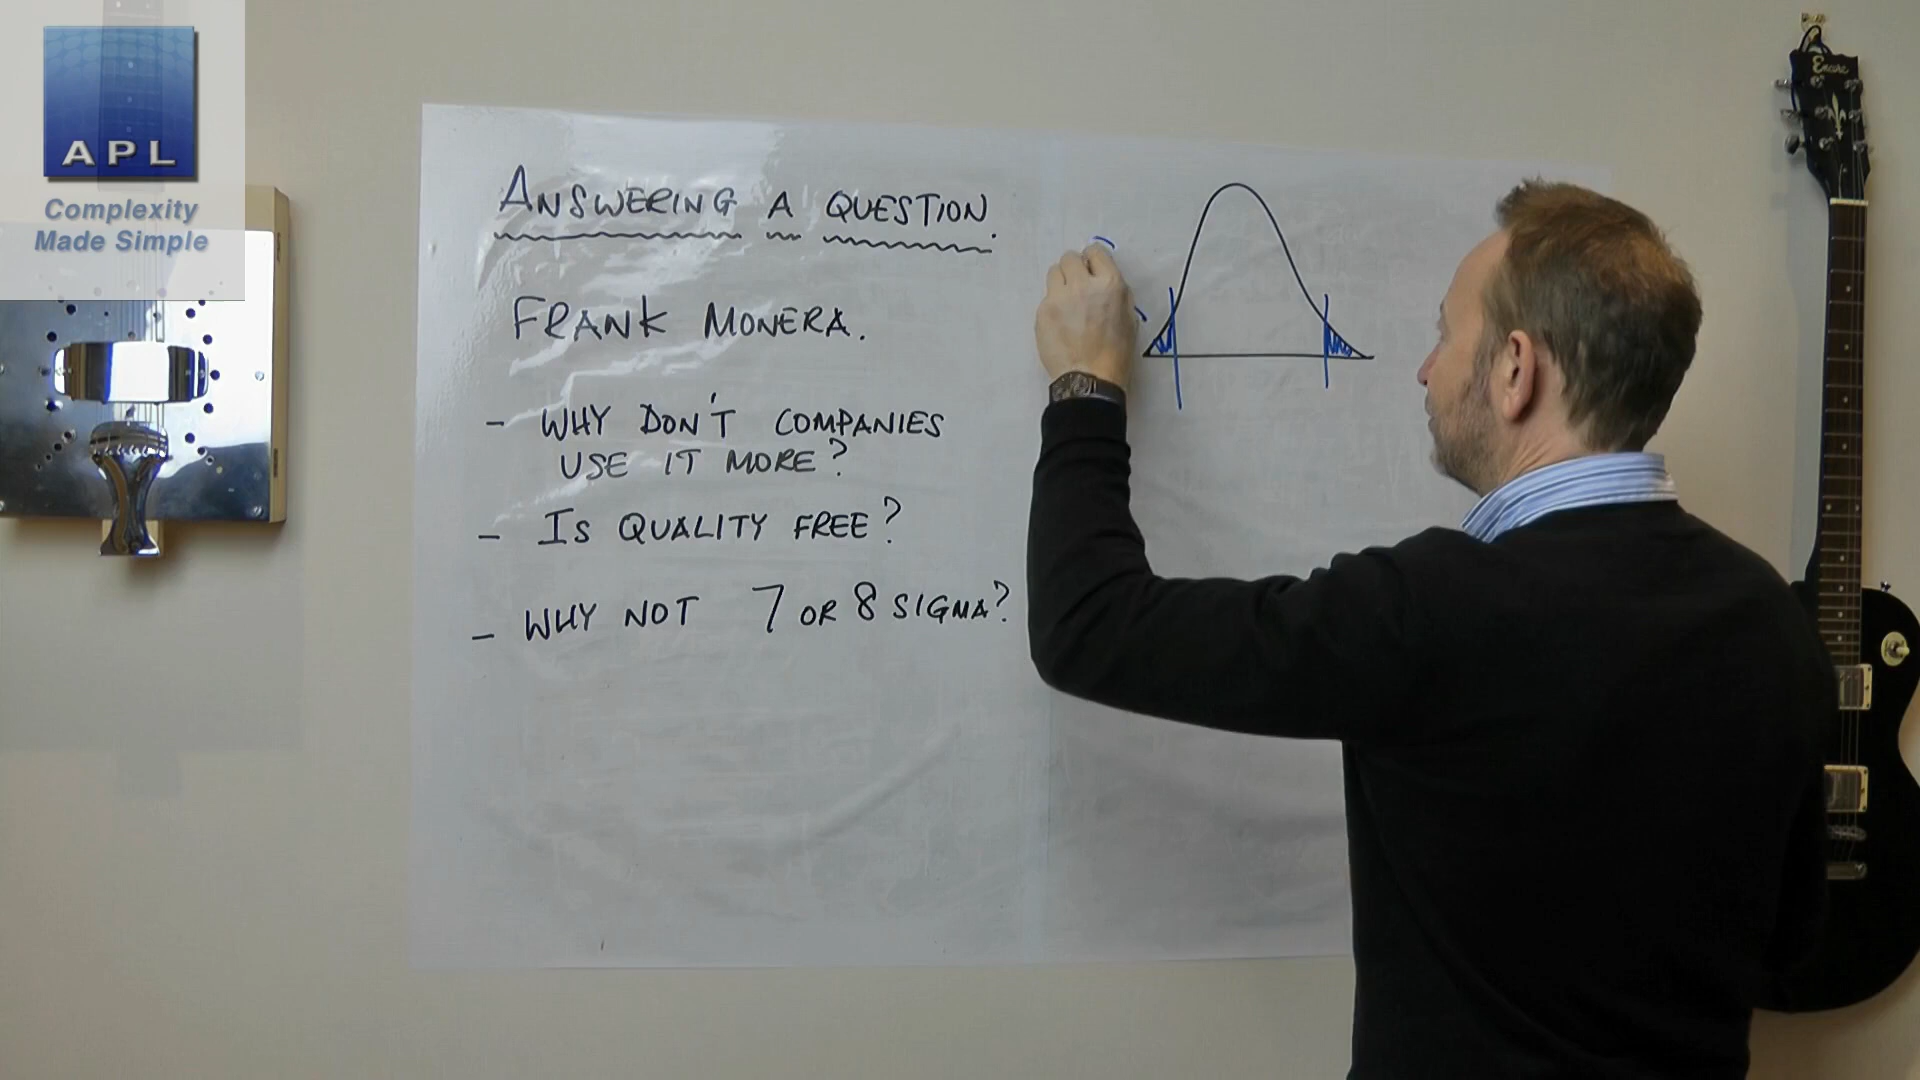 APL
Complexity
Made Simple
ANSWERING A QUESTION.
FRANK MONERA.
- WHY DON'T COMPANIES
USE IT MORE?
- IS QUALITY FREE?
- WHY NOT 7 OR 8 SIGMA?
Encore